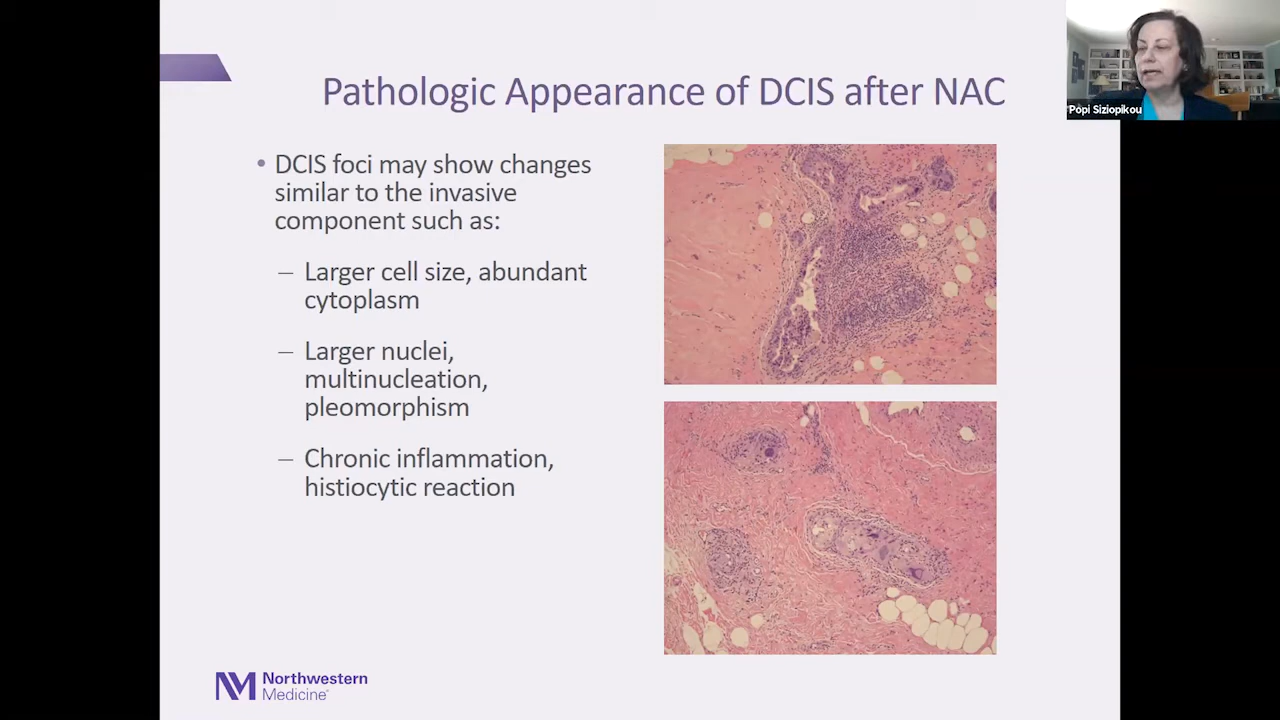 Pathologic Appearance of DCIS after NAC
Popi Siziopikou
• DCIS foci may show changes
similar to the invasive
component such as:
– Larger cell size, abundant
cytoplasm
– Larger nuclei,
multinucleation,
pleomorphism
– Chronic inflammation,
histiocytic reaction
NM Northwestern
Medicine